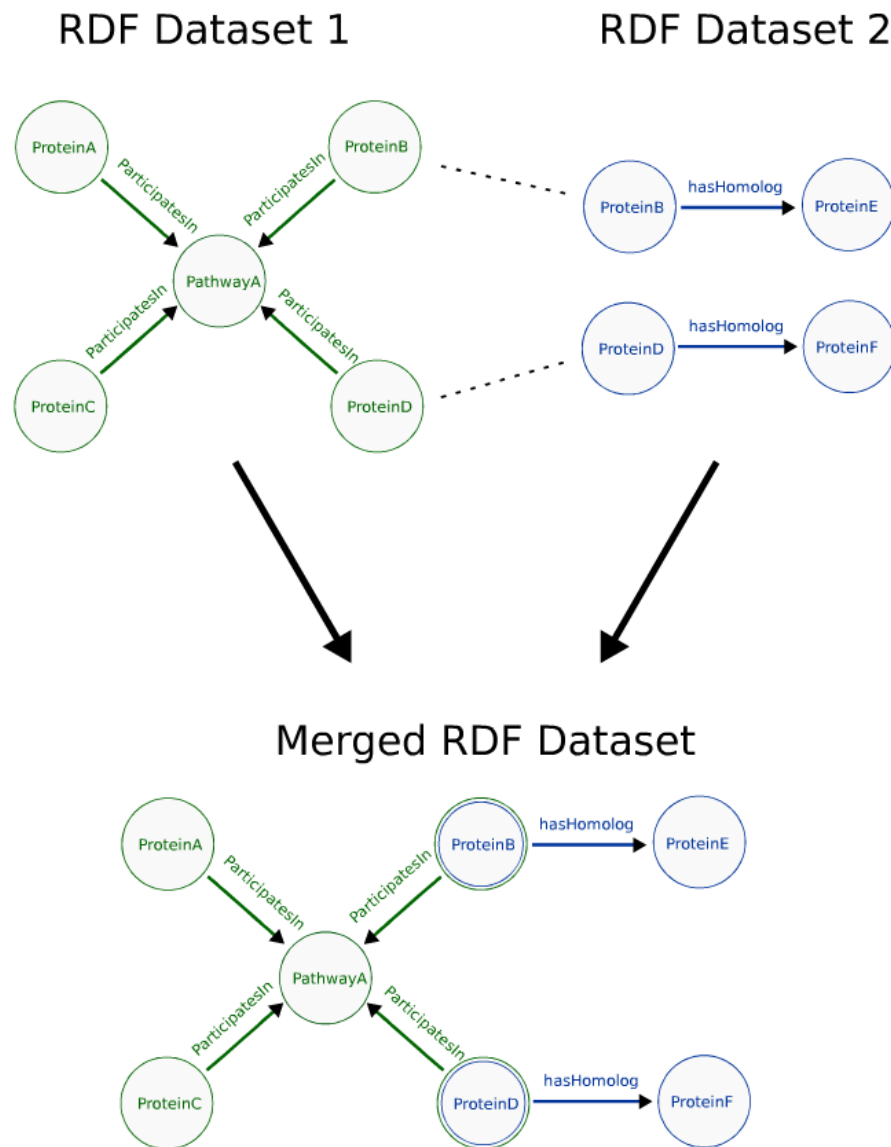 RDF Dataset 1
RDF Dataset 2
ProteinA
ParticipatesIn
ProteinB
ParticipatesIn
PathwayA
ProteinC
ParticipatesIn
ProteinD
ParticipatesIn
ProteinB
hasHomolog
ProteinE
ProteinD
hasHomolog
ProteinF
Merged RDF Dataset
ProteinA
ParticipatesIn
ProteinB
ParticipatesIn
hasHomolog
ProteinE
PathwayA
ProteinC
ParticipatesIn
ProteinD
ParticipatesIn
hasHomolog
ProteinF